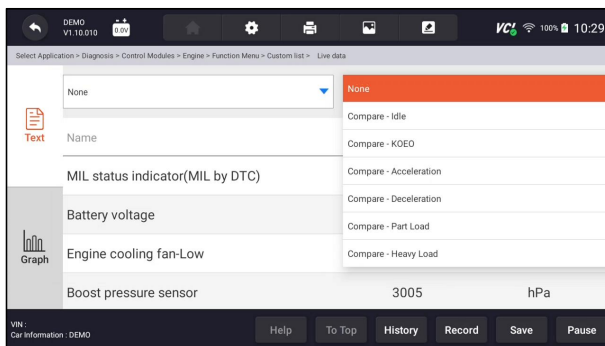 DEMO
V1.10.010
0.0V
VCI
100%
10:29
Select Application > Diagnosis > Control Modules > Engine > Function Menu > Custom list > Live data
None
None
Compare - Idle
Compare - KOEO
Compare - Acceleration
Compare - Deceleration
Compare - Part Load
Compare - Heavy Load
Text
Graph
Name
MIL status indicator(MIL by DTC)
Battery voltage
Engine cooling fan-Low
Boost pressure sensor 3005 hPa
VIN :
Car Information : DEMO
Help To Top History Record Save Pause